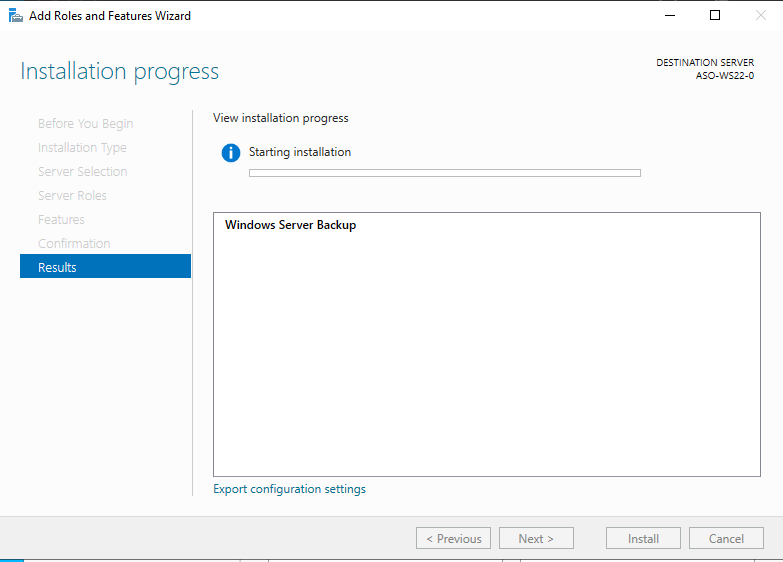 Add Roles and Features Wizard
Installation progress
DESTINATION SERVER
ASO-WS22-0
Before You Begin
Installation Type
Server Selection
Server Roles
Features
Confirmation
Results
View installation progress
Starting installation
Windows Server Backup
Export configuration settings
< Previous
Next >
Install
Cancel